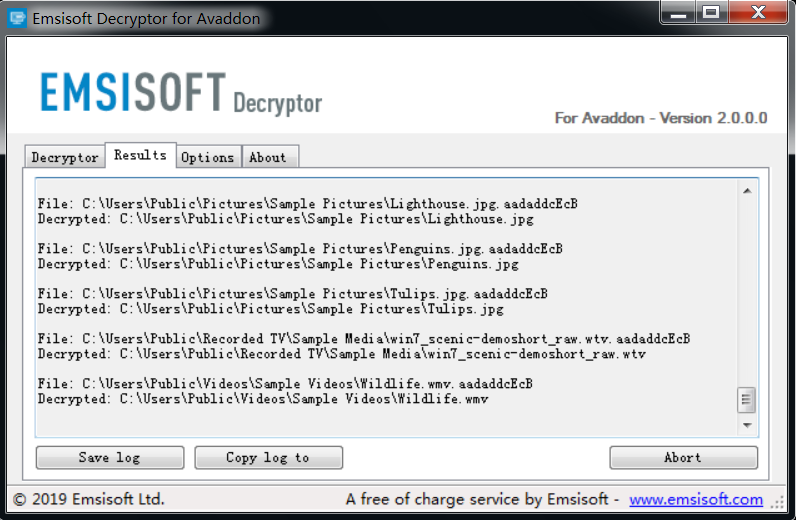 Emsisoft Decryptor for Avaddon
EMSISOFT Decryptor
For Avaddon - Version 2.0.0.0
Decryptor Results Options About
File: C:\Users\Public\Pictures\Sample Pictures\Lighthouse.jpg.aadaddcEcB
Decrypted: C:\Users\Public\Pictures\Sample Pictures\Lighthouse.jpg
File: C:\Users\Public\Pictures\Sample Pictures\Penguins.jpg.aadaddcEcB
Decrypted: C:\Users\Public\Pictures\Sample Pictures\Penguins.jpg
File: C:\Users\Public\Pictures\Sample Pictures\Tulips.jpg.aadaddcEcB
Decrypted: C:\Users\Public\Pictures\Sample Pictures\Tulips.jpg
File: C:\Users\Public\Recorded TV\Sample Media\win7_scenic-demoshort_raw.wtv.aadaddcEcB
Decrypted: C:\Users\Public\Recorded TV\Sample Media\win7_scenic-demoshort_raw.wtv
File: C:\Users\Public\Videos\Sample Videos\Wildlife.wmv.aadaddcEcB
Decrypted: C:\Users\Public\Videos\Sample Videos\Wildlife.wmv
Save log Copy log to Abort
© 2019 Emsisoft Ltd. A free of charge service by Emsisoft - www.emsisoft.com